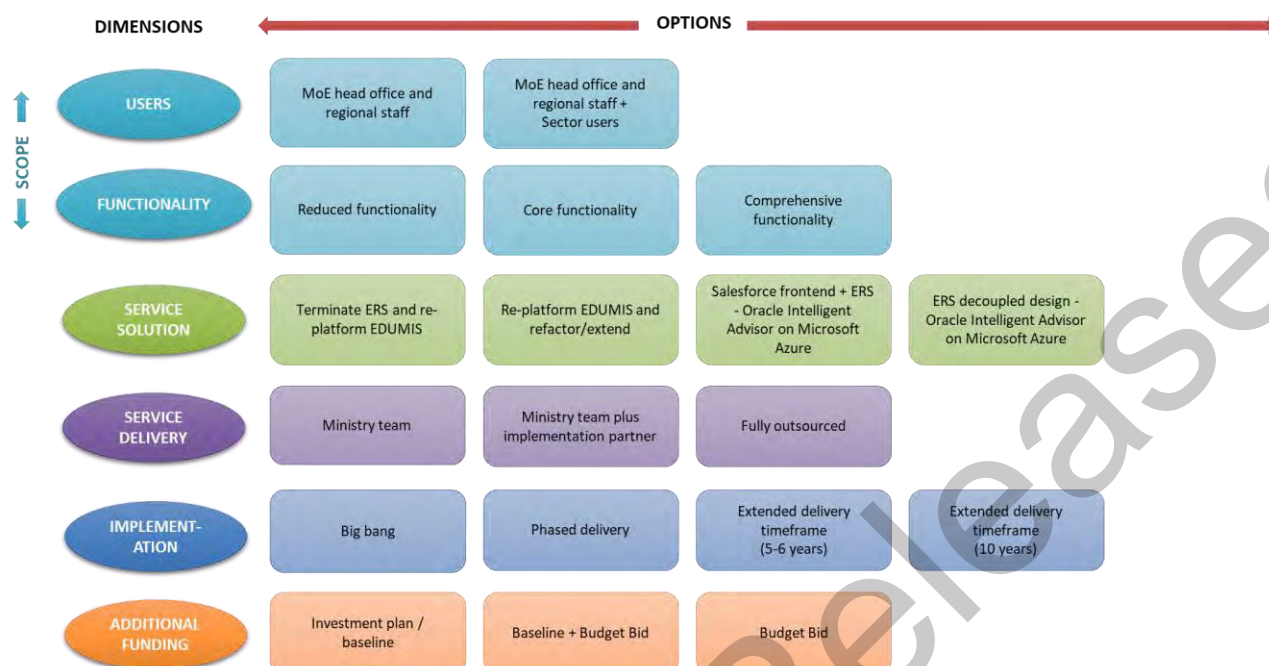 DIMENSIONS
OPTIONS
SCOPE
USERS
MoE head office and
regional staff
MoE head office and
regional staff +
Sector users
FUNCTIONALITY
Reduced functionality
Core functionality
Comprehensive
functionality
SERVICE
SOLUTION
Terminate ERS and re-
platform EDUMIS
Re-platform EDUMIS and
refactor/extend
Salesforce frontend + ERS
- Oracle Intelligent
Advisor on Microsoft
Azure
ERS decoupled design -
Oracle Intelligent Advisor
on Microsoft Azure
SERVICE
DELIVERY
Ministry team
Ministry team plus
implementation partner
Fully outsourced
IMPLEMENT-
ATION
Big bang
Phased delivery
Extended delivery
timeframe
(5-6 years)
Extended delivery
timeframe
(10 years)
ADDITIONAL
FUNDING
Investment plan /
baseline
Baseline + Budget Bid
Budget Bid
Release